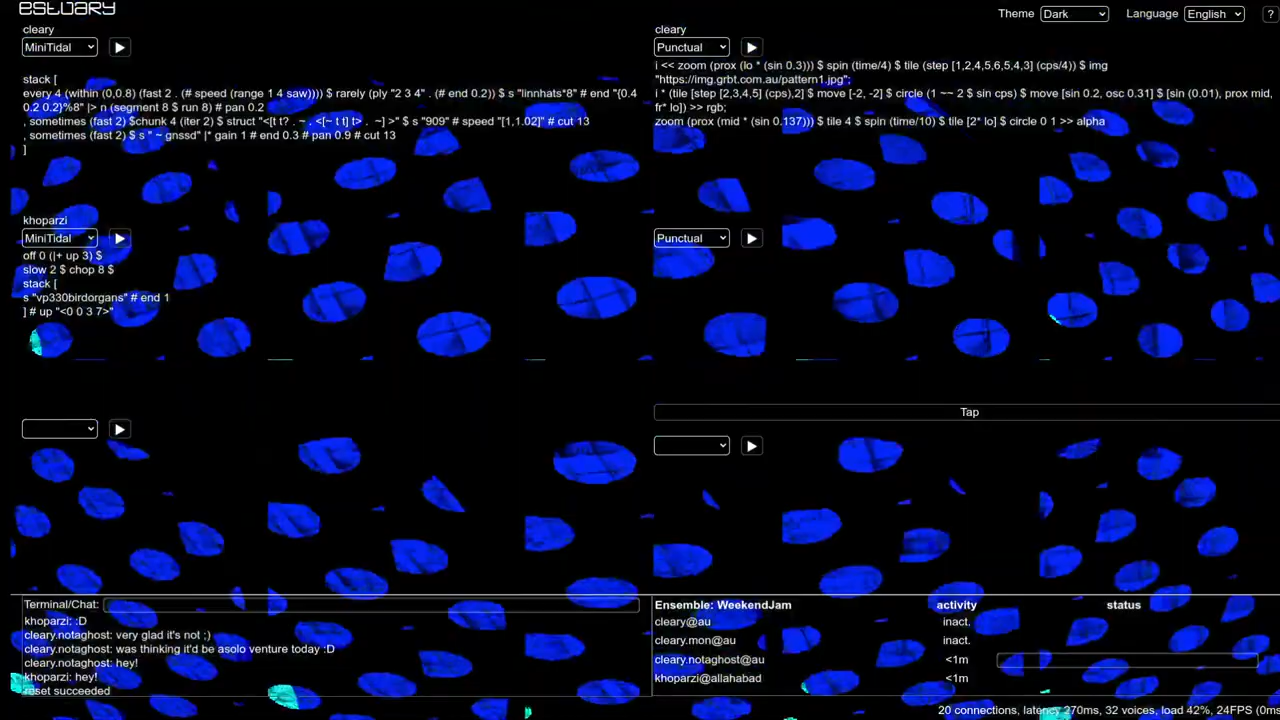 estuary
Theme Dark Language English ?
cleary
MiniTidal
stack [
every 4 (within (0,0.8) (fast 2 . (# speed (range 1 4 saw)))) $ rarely (ply "2 3 4" . (# end 0.2)) $ s "linnhats*8" # end "{0.4
0.2 0.2}%8" |> n (segment 8 $ run 8) # pan 0.2
, sometimes (fast 2) $chunk 4 (iter 2) $ struct "<[t t? . ~ . <[~ t t] t> . ~] >" $ s "909" # speed "[1,1.02]" # cut 13
, sometimes (fast 2) $ s " ~ gnssd" |* gain 1 # end 0.3 # pan 0.9 # cut 13
]
cleary
Punctual
i << zoom (prox (lo * (sin 0.3))) $ spin (time/4) $ tile (step [1,2,4,5,6,5,4,3] (cps/4)) $ img
"https://img.grbt.com.au/pattern1.jpg";
i * (tile [step [2,3,4,5] (cps),2] $ move [-2, -2] $ circle (1 ~~ 2 $ sin cps) $ move [sin 0.2, osc 0.31] $ [sin (0.01), prox mid,
fr* lo]) >> rgb;
zoom (prox (mid * (sin 0.137))) $ tile 4 $ spin (time/10) $ tile [2* lo] $ circle 0 1 >> alpha
khoparzi
MiniTidal
off 0 (|+ up 3) $
slow 2 $ chop 8 $
stack [
s "vp330birdorgans" # end 1
] # up "<0 0 3 7>"
Punctual
Tap
Terminal/Chat:
khoparzi: :D
cleary.notaghost: very glad it's not ;)
cleary.notaghost: was thinking it'd be asolo venture today :D
cleary.notaghost: hey!
khoparzi: hey!
reset succeeded
Ensemble: WeekendJam activity status
cleary@au inact.
cleary.mon@au inact.
cleary.notaghost@au <1m
khoparzi@allahabad <1m
20 connections, latency 270ms, 32 voices, load 42%, 24FPS (0ms